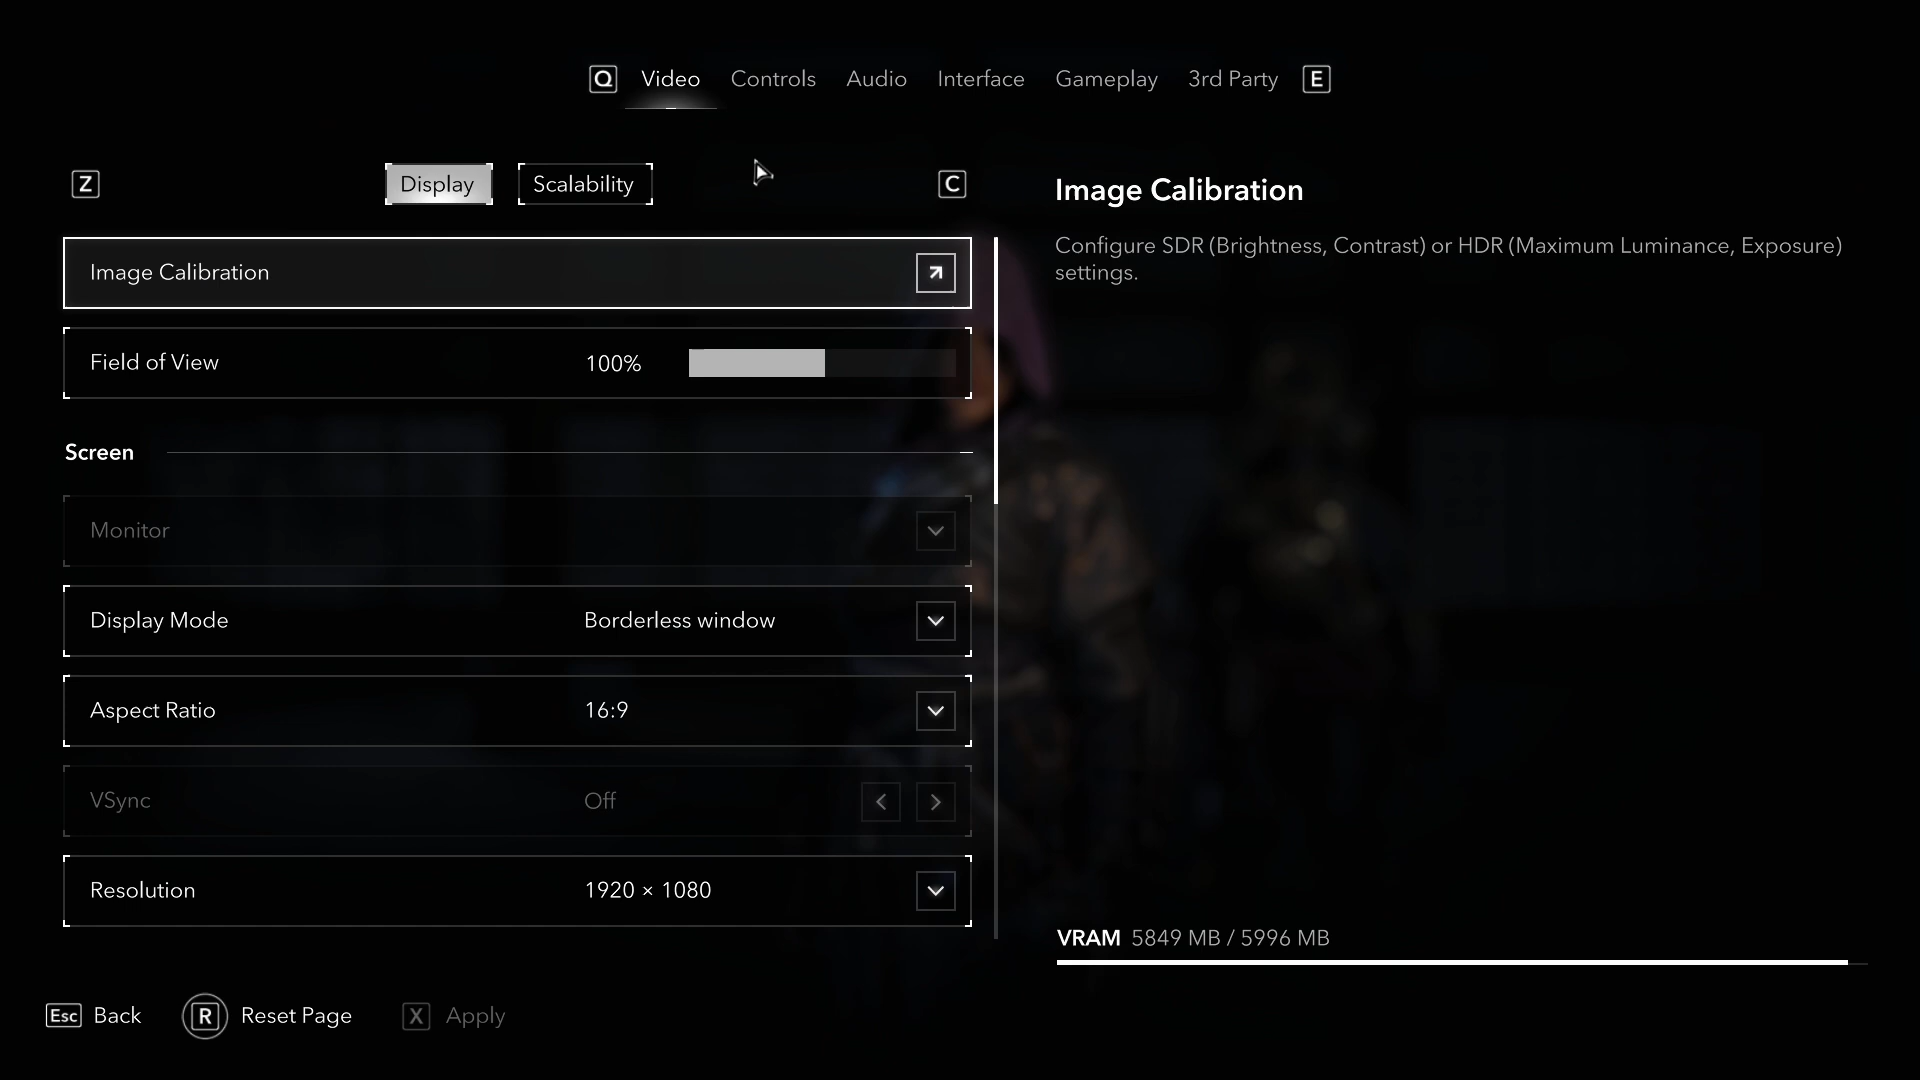 Q Video Controls Audio Interface Gameplay 3rd Party E
Z Display Scalability C
Image Calibration
Field of View 100%
Screen
Monitor
Display Mode Borderless window
Aspect Ratio 16:9
VSync Off
Resolution 1920 × 1080
Image Calibration
Configure SDR (Brightness, Contrast) or HDR (Maximum Luminance, Exposure)
settings.
VRAM 5849 MB / 5996 MB
Esc Back R Reset Page X Apply